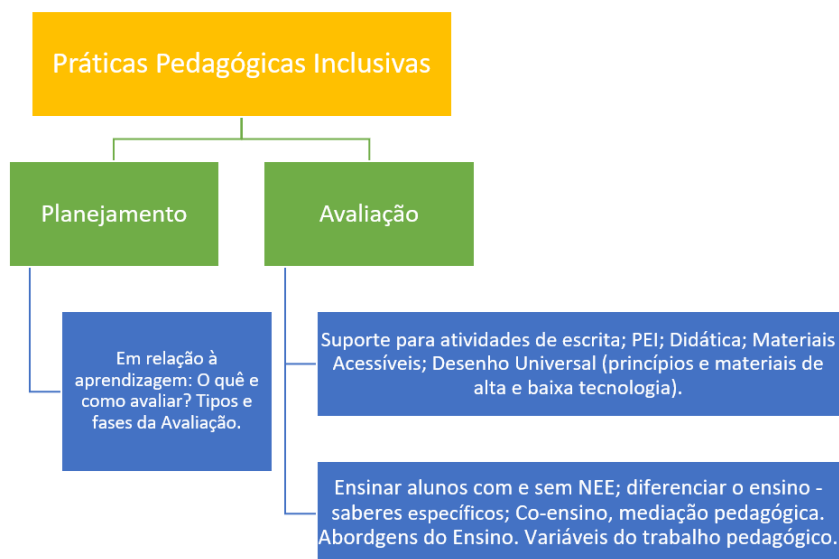 Práticas Pedagógicas Inclusivas
Planejamento
Avaliação
Em relação à
aprendizagem: O quê e
como avaliar? Tipos e
fases da Avaliação.
Suporte para atividades de escrita; PEI; Didática; Materiais
Acessíveis; Desenho Universal (princípios e materiais de
alta e baixa tecnologia).
Ensinar alunos com e sem NEE; diferenciar o ensino -
saberes específicos; Co-ensino, mediação pedagógica.
Abordgens do Ensino. Variáveis do trabalho pedagógico.